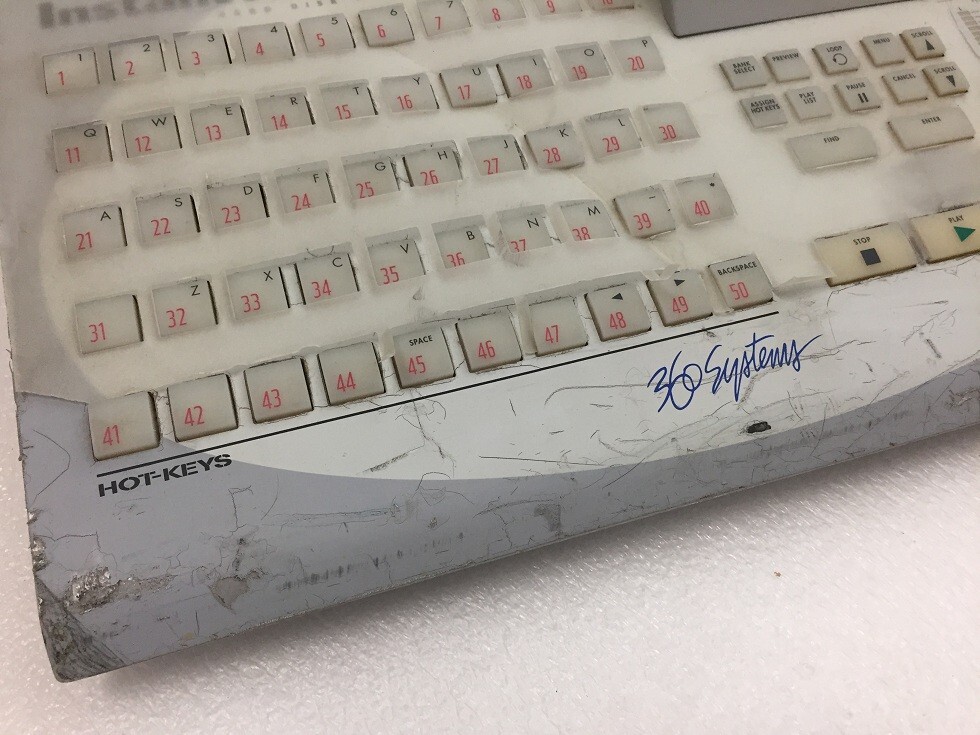 Instan
1 2 3 4 5 6 7
1 2 3 4 5 6 7 8 9 10
Q W E R T Y U I O P
11 12 13 14 15 16 17 18 19 20
A S D F G H J K L
21 22 23 24 25 26 27 28 29 30
Z X C V B N M
31 32 33 34 35 36 37 38 39 40
SPACE ◄ ► BACKSPACE
41 42 43 44 45 46 47 48 49 50
BANK SELECT PREVIEW LOOP MENU SCROLL ▲
ASSIGN HOT KEYS PLAY LIST PAUSE CANCEL SCROLL ▼
FIND ENTER
STOP PLAY
360 Systems
HOT-KEYS